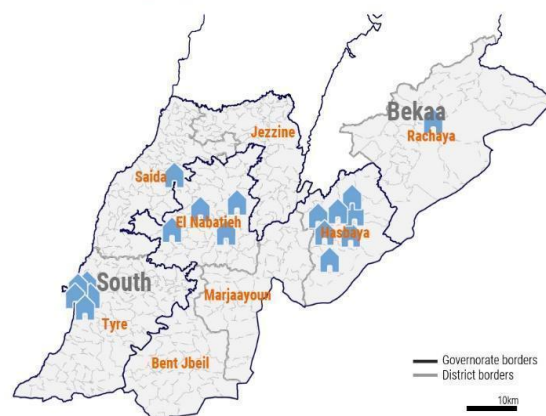 Bekaa
Rachaya
Jezzine
Saida
El Nabatieh
Hasbaya
South
Marjaayoun
Tyre
Bent Jbeil
Governorate borders
District borders
10km